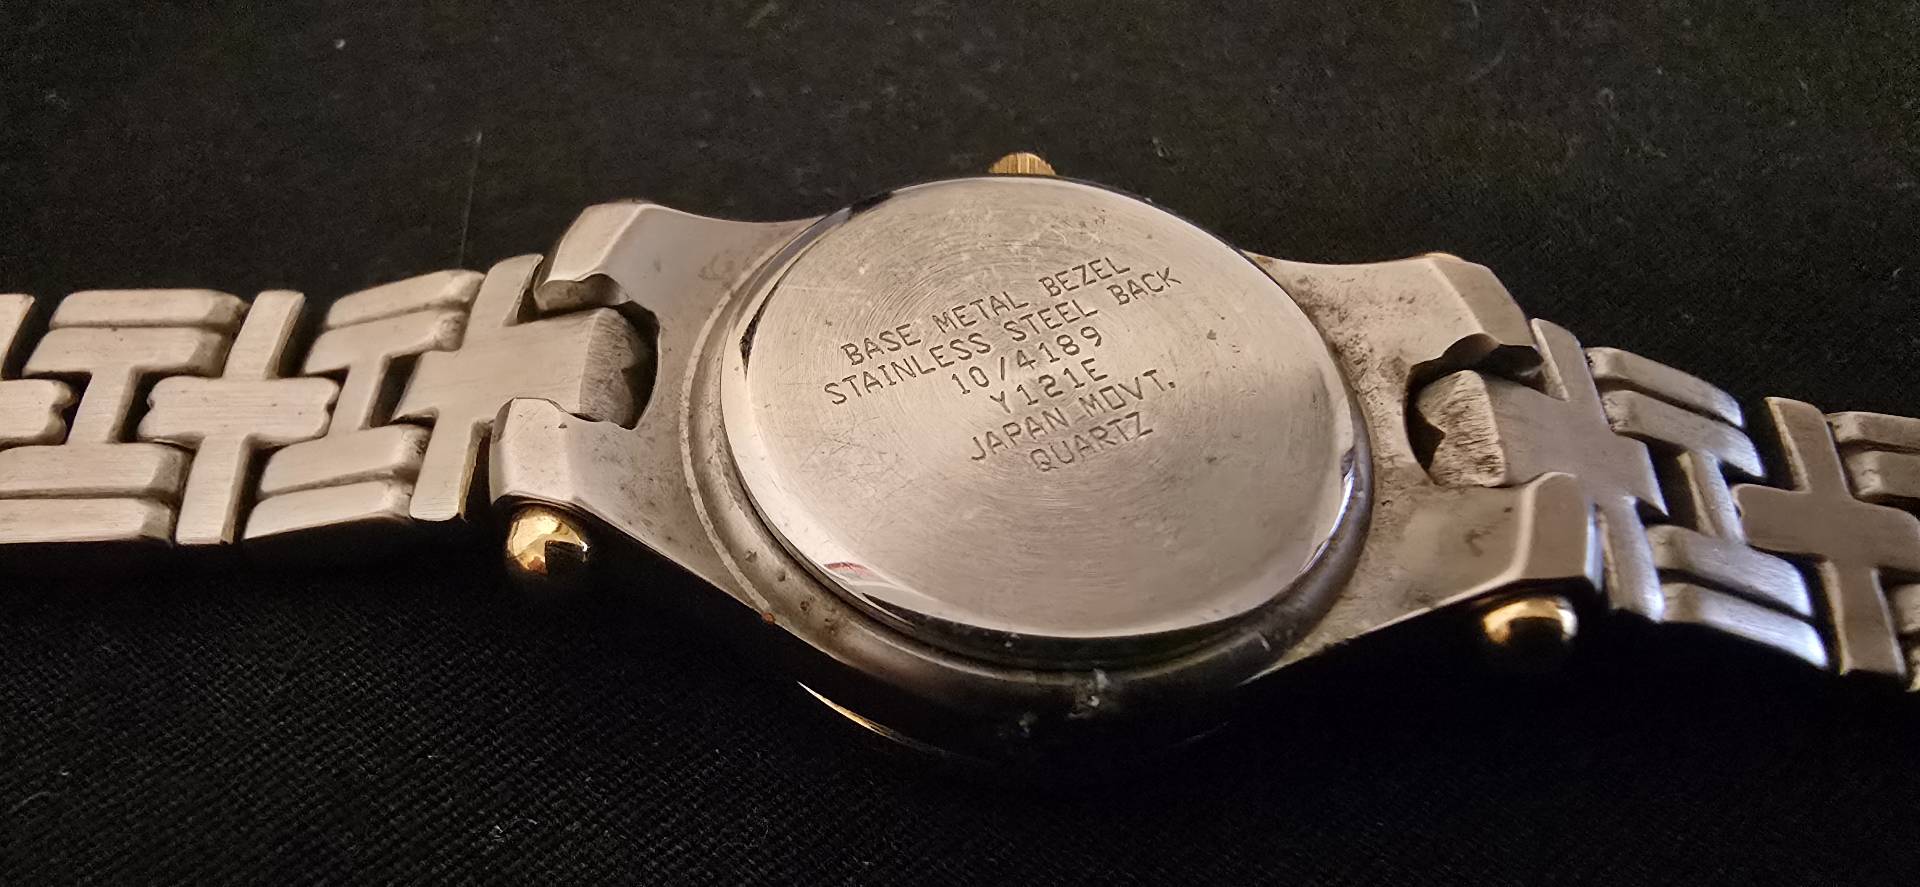 BASE METAL BEZEL
STAINLESS STEEL BACK
10/4189
Y121E
JAPAN MOVT.
QUARTZ